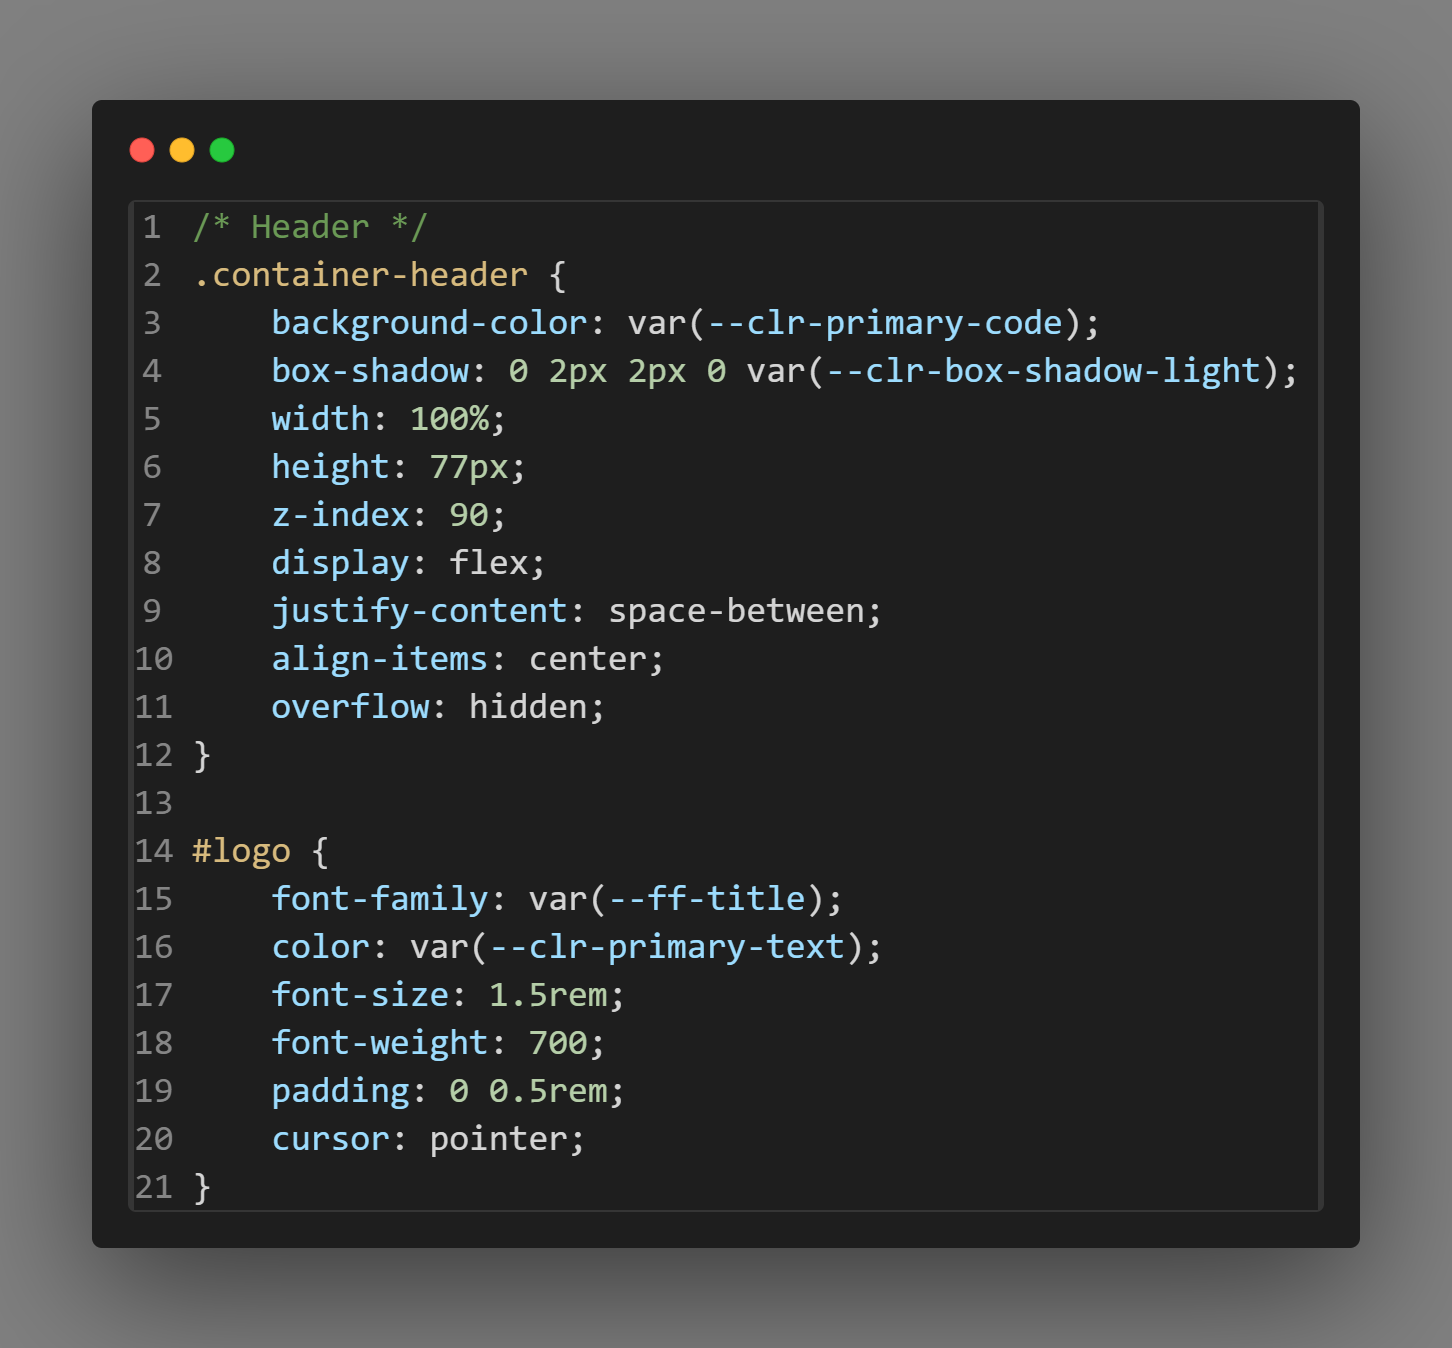 1 /* Header */
2 .container-header {
3     background-color: var(--clr-primary-code);
4     box-shadow: 0 2px 2px 0 var(--clr-box-shadow-light);
5     width: 100%;
6     height: 77px;
7     z-index: 90;
8     display: flex;
9     justify-content: space-between;
10     align-items: center;
11     overflow: hidden;
12 }
13
14 #logo {
15     font-family: var(--ff-title);
16     color: var(--clr-primary-text);
17     font-size: 1.5rem;
18     font-weight: 700;
19     padding: 0 0.5rem;
20     cursor: pointer;
21 }